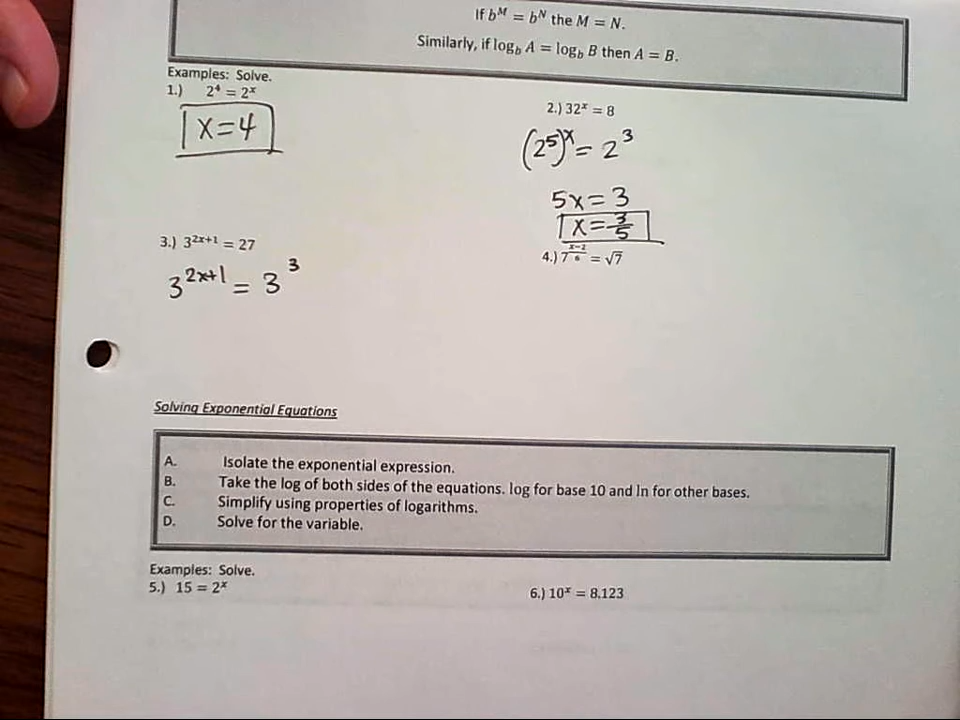 If b^M = b^N the M = N.
Similarly, if log_b A = log_b B then A = B.
Examples: Solve.
1.) 2^4 = 2^x
x=4
2.) 32^x = 8
(2^5)^x = 2^3
5x=3
x=3/5
3.) 3^(2x+1) = 27
3^(2x+1) = 3^3
4.) 7^((x-2)/6) = √7
Solving Exponential Equations
A. Isolate the exponential expression.
B. Take the log of both sides of the equations. log for base 10 and ln for other bases.
C. Simplify using properties of logarithms.
D. Solve for the variable.
Examples: Solve.
5.) 15 = 2^x
6.) 10^x = 8.123